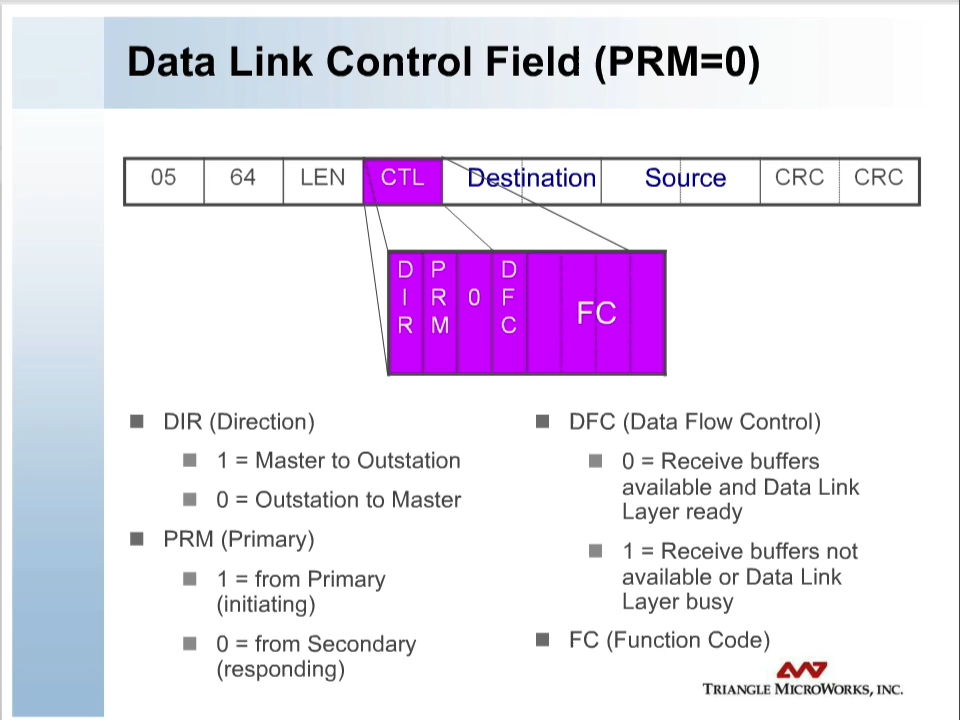 Data Link Control Field (PRM=0)
05 64 LEN CTL Destination Source CRC CRC
DIR PRM 0 DFC FC
DIR (Direction)
1 = Master to Outstation
0 = Outstation to Master
PRM (Primary)
1 = from Primary
(initiating)
0 = from Secondary
(responding)
DFC (Data Flow Control)
0 = Receive buffers
available and Data Link
Layer ready
1 = Receive buffers not
available or Data Link
Layer busy
FC (Function Code)
TRIANGLE MICROWORKS, INC.